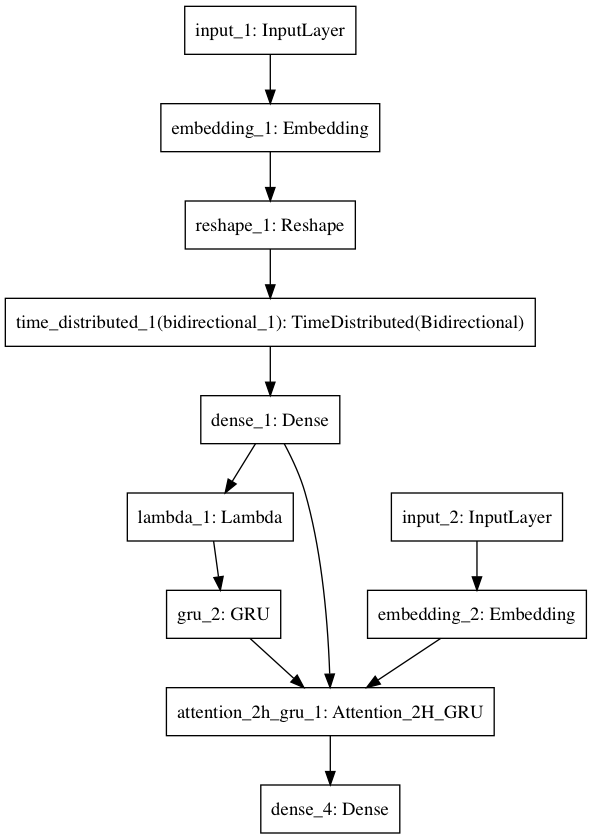 input_1: InputLayer
embedding_1: Embedding
reshape_1: Reshape
time_distributed_1(bidirectional_1): TimeDistributed(Bidirectional)
dense_1: Dense
lambda_1: Lambda
input_2: InputLayer
gru_2: GRU
embedding_2: Embedding
attention_2h_gru_1: Attention_2H_GRU
dense_4: Dense